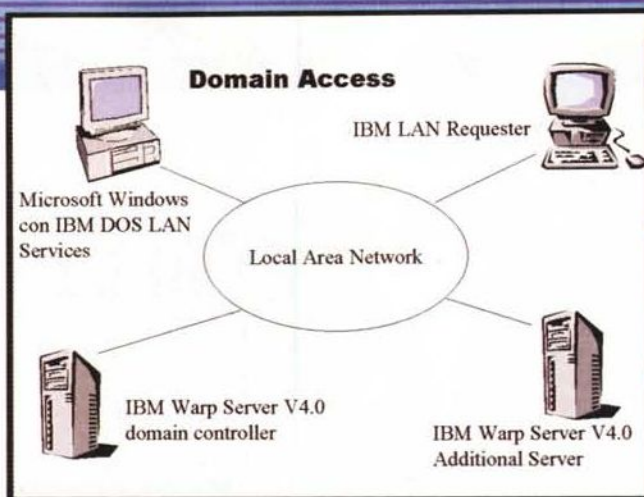 Domain Access
IBM LAN Requester
Microsoft Windows
con IBM DOS LAN
Services
Local Area Network
IBM Warp Server V4.0
domain controller
IBM Warp Server V4.0
Additional Server